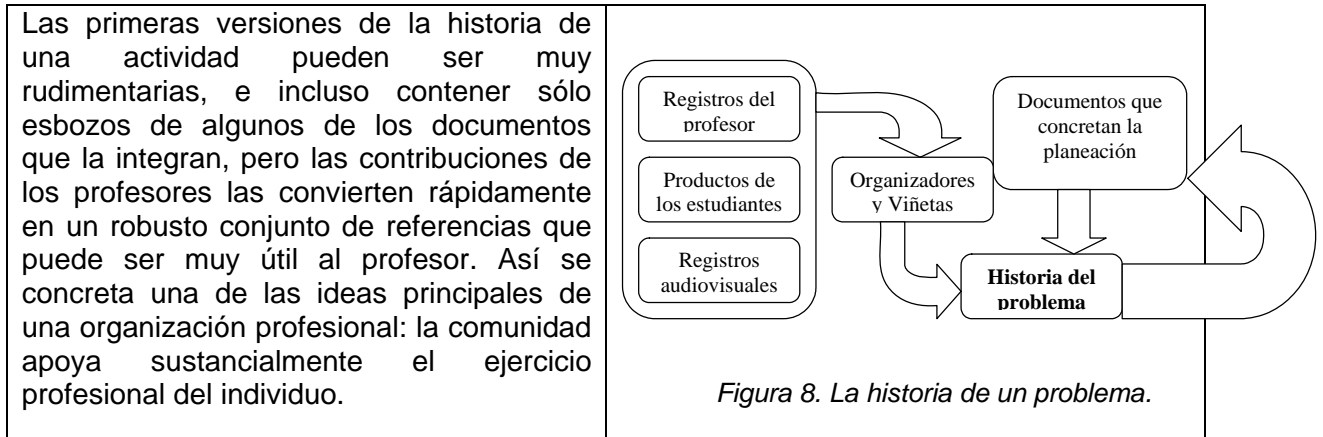 Las primeras versiones de la historia de
una actividad pueden ser muy
rudimentarias, e incluso contener sólo
esbozos de algunos de los documentos
que la integran, pero las contribuciones de
los profesores las convierten rápidamente
en un robusto conjunto de referencias que
puede ser muy útil al profesor. Así se
concreta una de las ideas principales de
una organización profesional: la comunidad
apoya sustancialmente el ejercicio
profesional del individuo.
Registros del
profesor
Productos de
los estudiantes
Registros
audiovisuales
Organizadores
y Viñetas
Documentos que
concretan la
planeación
Historia del
problema
Figura 8. La historia de un problema.